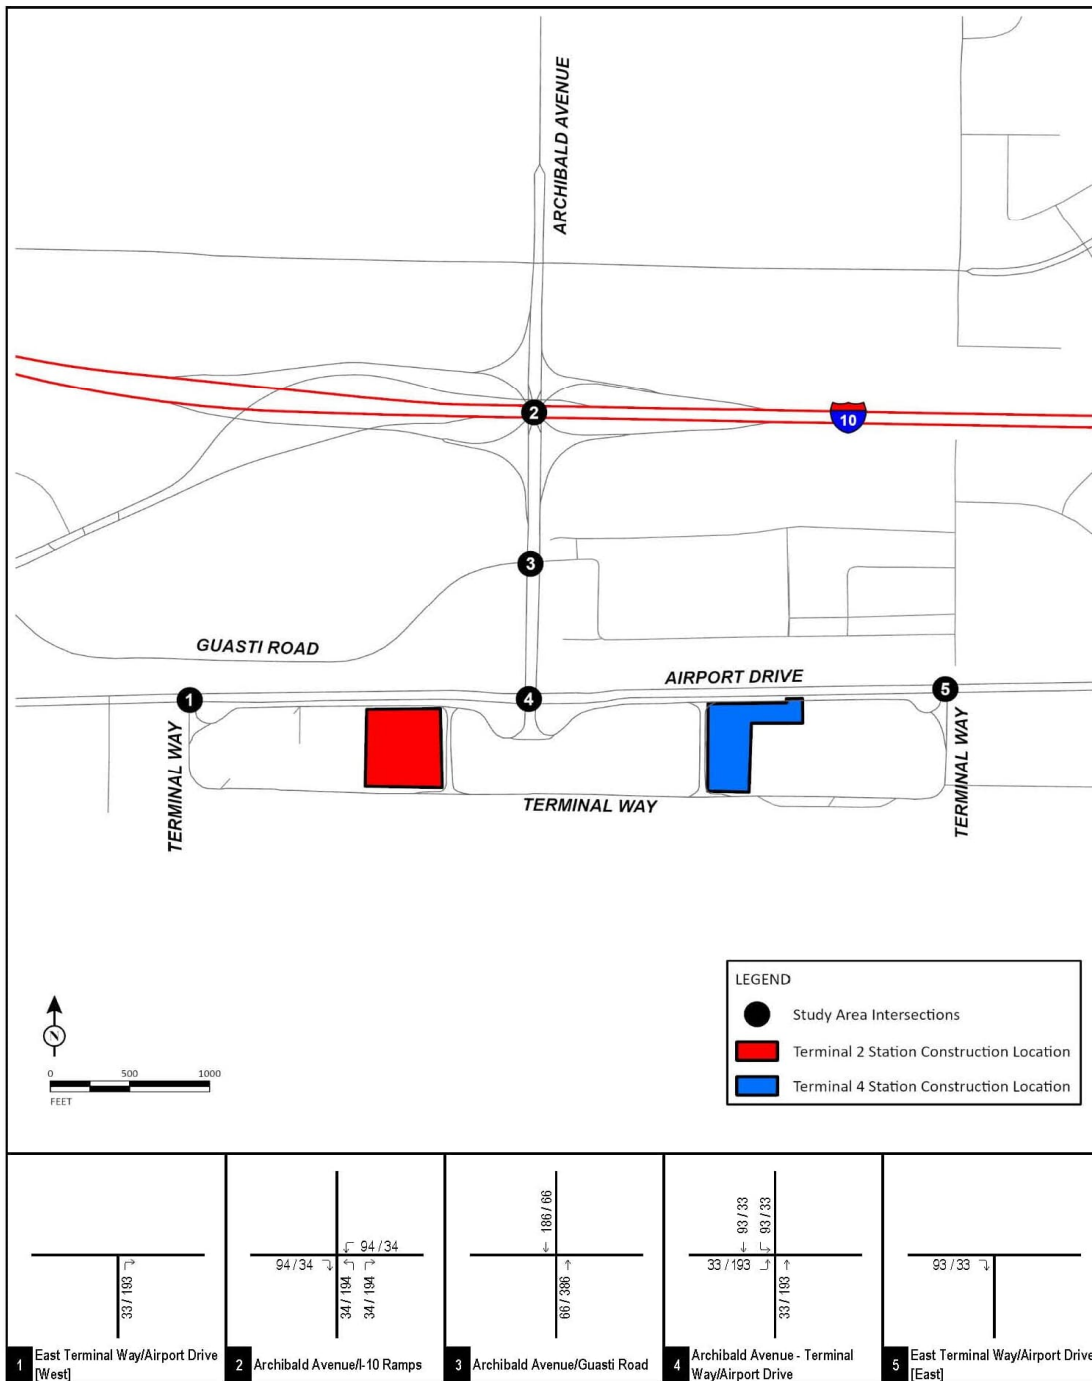 ARCHIBALD AVENUE
2
10
3
GUASTI ROAD
AIRPORT DRIVE
1
4
5
TERMINAL WAY
TERMINAL WAY
TERMINAL WAY
LEGEND
Study Area Intersections
Terminal 2 Station Construction Location
Terminal 4 Station Construction Location
N
0 500 1000
FEET
33 / 193
1 East Terminal Way/Airport Drive
[West]
94 / 34
94 / 34
34 / 194
34 / 194
2 Archibald Avenue/I-10 Ramps
186 / 66
66 / 386
3 Archibald Avenue/Guasti Road
93 / 33
93 / 33
33 / 193
33 / 193
4 Archibald Avenue - Terminal
Way/Airport Drive
93 / 33
5 East Terminal Way/Airport Drive
[East]